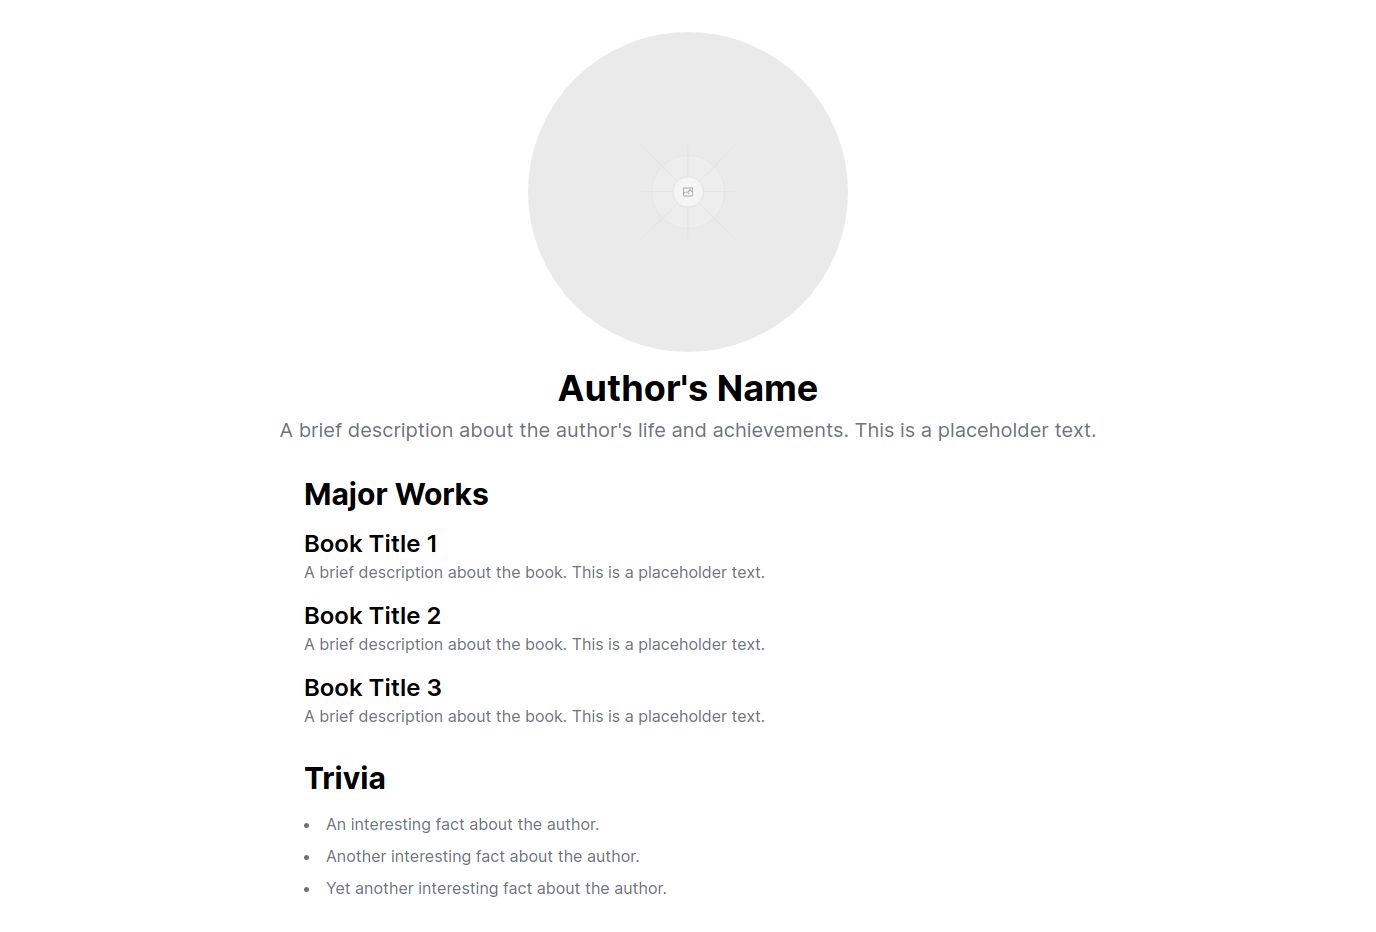 Author's Name
A brief description about the author's life and achievements. This is a placeholder text.
Major Works
Book Title 1
A brief description about the book. This is a placeholder text.
Book Title 2
A brief description about the book. This is a placeholder text.
Book Title 3
A brief description about the book. This is a placeholder text.
Trivia
• An interesting fact about the author.
• Another interesting fact about the author.
• Yet another interesting fact about the author.